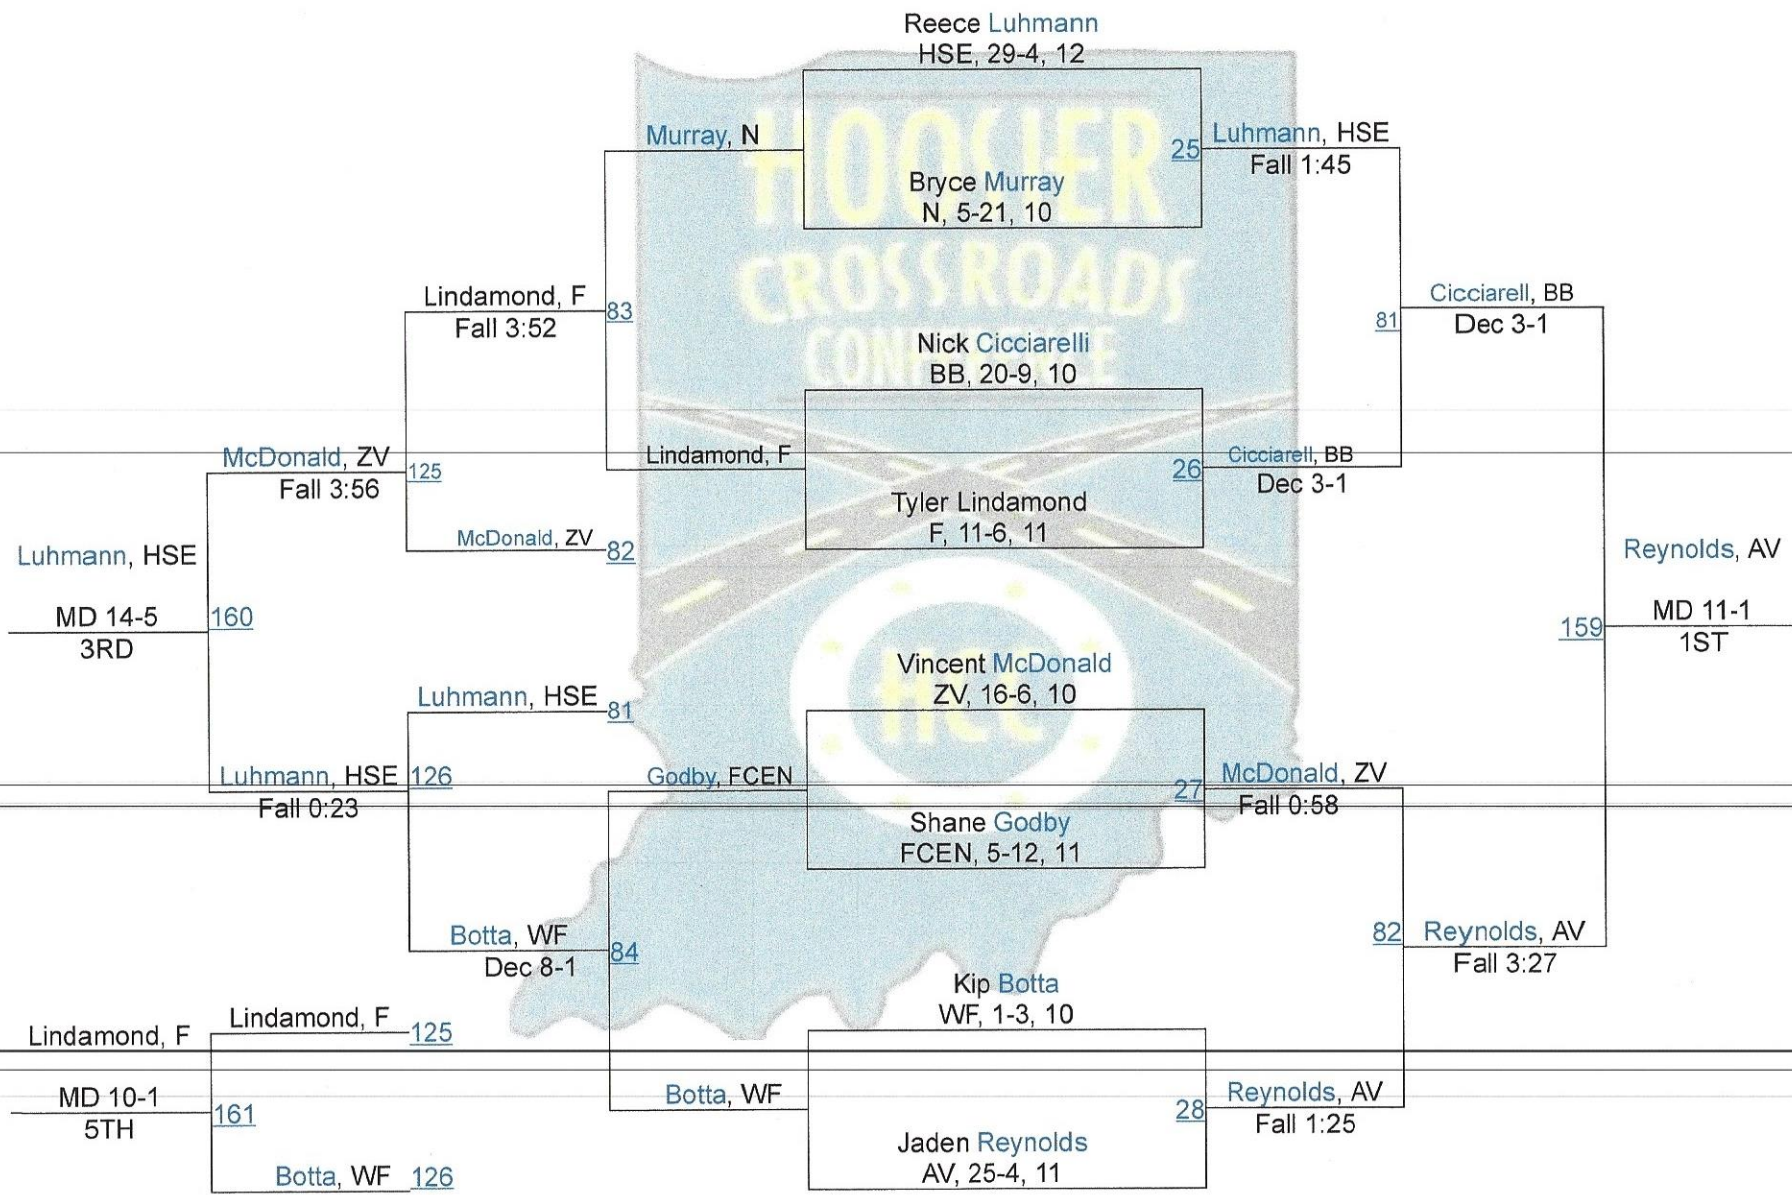 Reece Luhmann
HSE, 29-4, 12
Murray, N
25
Luhmann, HSE
Fall 1:45
Bryce Murray
N, 5-21, 10
HOOSIER
CROSSROADS
CONFERENCE
Lindamond, F
Fall 3:52
83
Nick Cicciarelli
BB, 20-9, 10
81
Cicciarell, BB
Dec 3-1
McDonald, ZV
Fall 3:56
125
Lindamond, F
26
Cicciarell, BB
Dec 3-1
Tyler Lindamond
F, 11-6, 11
McDonald, ZV
82
Luhmann, HSE
MD 14-5
3RD
160
Reynolds, AV
159
MD 11-1
1ST
Vincent McDonald
ZV, 16-6, 10
HCC
Luhmann, HSE
81
Luhmann, HSE
Fall 0:23
126
Godby, FCEN
27
McDonald, ZV
Fall 0:58
Shane Godby
FCEN, 5-12, 11
Botta, WF
Dec 8-1
84
82
Reynolds, AV
Fall 3:27
Kip Botta
WF, 1-3, 10
Lindamond, F
Lindamond, F
125
MD 10-1
5TH
161
Botta, WF
28
Reynolds, AV
Fall 1:25
Jaden Reynolds
AV, 25-4, 11
Botta, WF
126